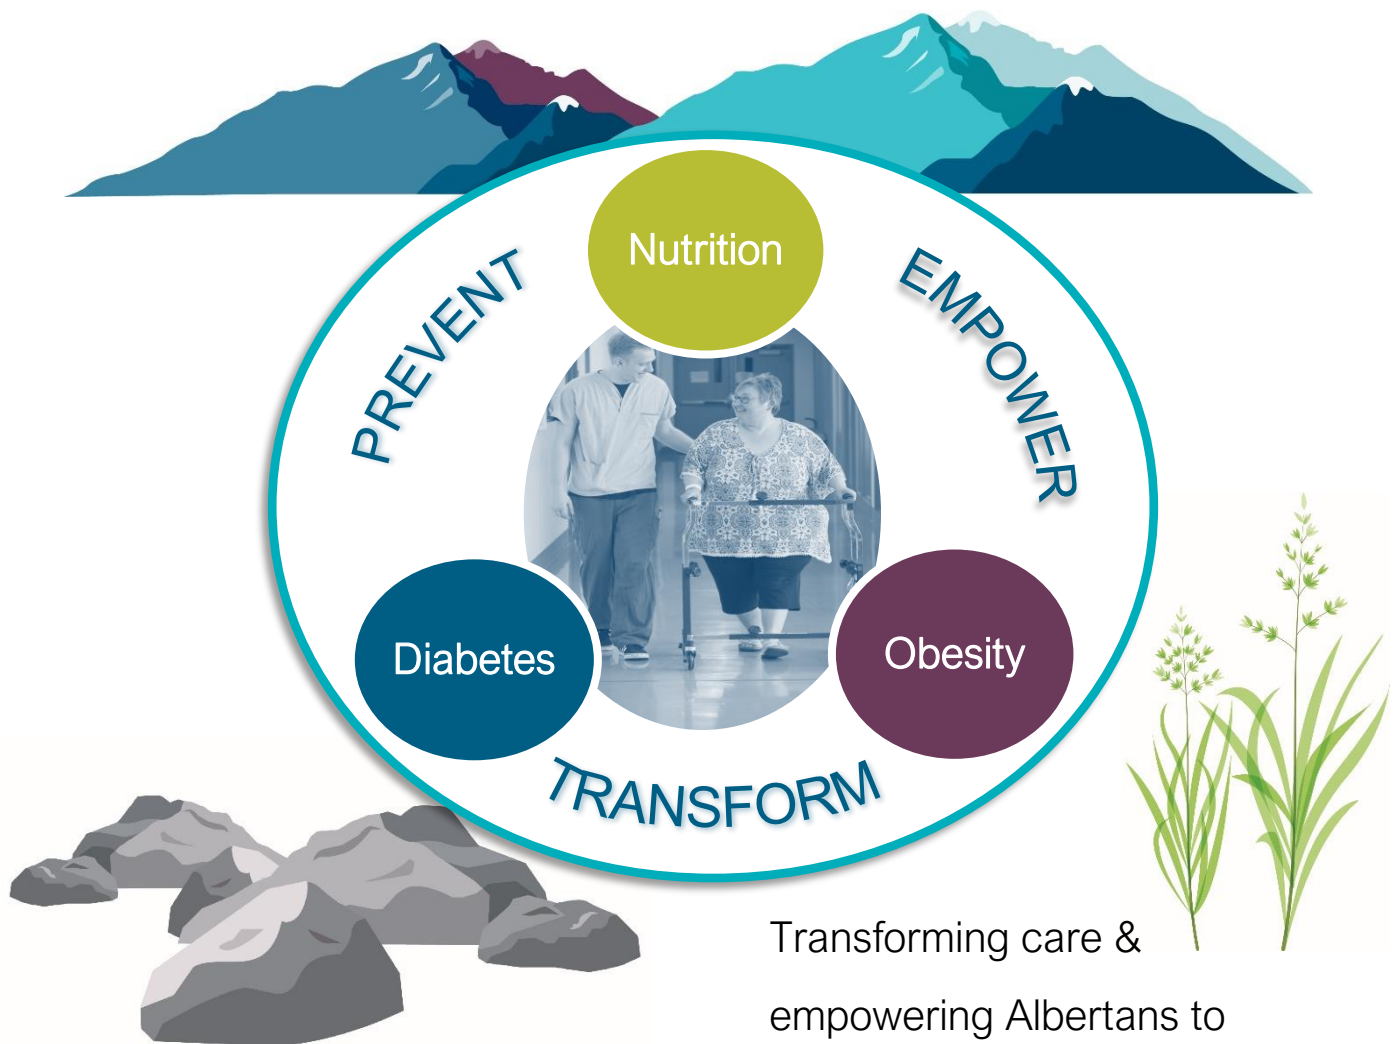 Nutrition
PREVENT
EMPOWER
Diabetes
Obesity
TRANSFORM
Transforming care &
empowering Albertans to